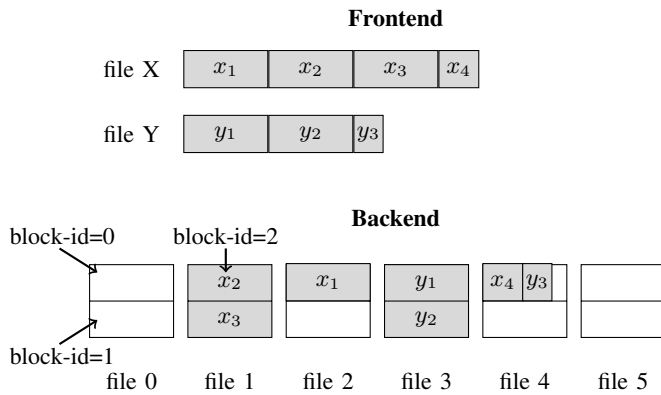 Frontend
file X x₁ x₂ x₃ x₄
file Y y₁ y₂ y₃
Backend
block-id=0 block-id=2
x₂ x₁ y₁ x₄ y₃
x₃ y₂
block-id=1
file 0 file 1 file 2 file 3 file 4 file 5